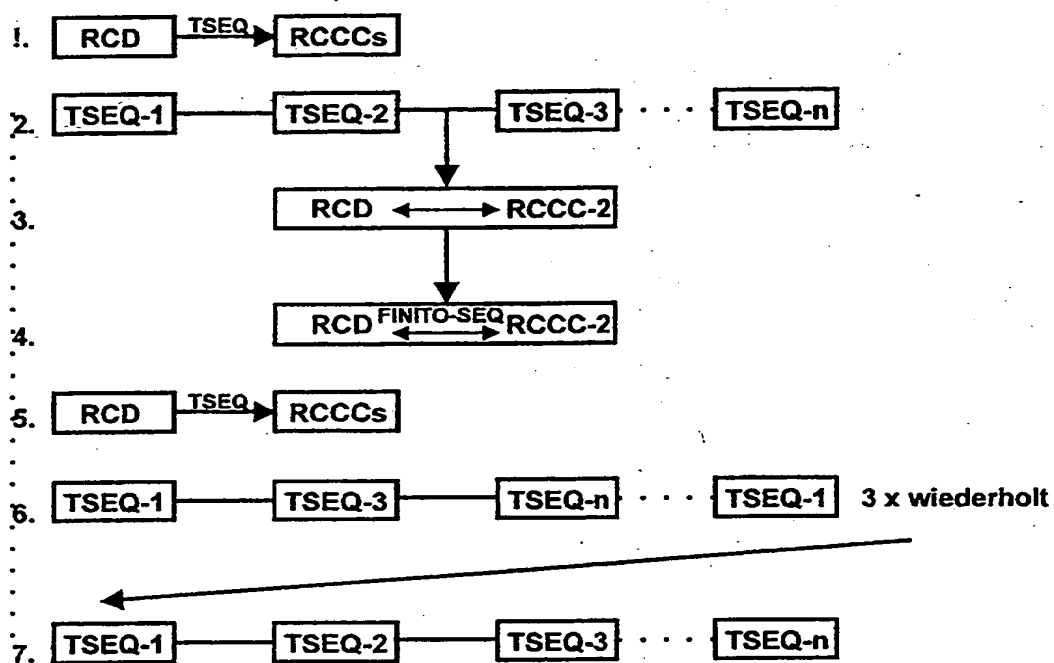 !. RCD TSEQ RCCCs
2. TSEQ-1 TSEQ-2 TSEQ-3 · · · · TSEQ-n
3. RCD RCCC-2
4. RCD FINITO-SEQ RCCC-2
5. RCD TSEQ RCCCs
6. TSEQ-1 TSEQ-3 TSEQ-n · · · · TSEQ-1 3 x wiederholt
7. TSEQ-1 TSEQ-2 TSEQ-3 · · · · TSEQ-n